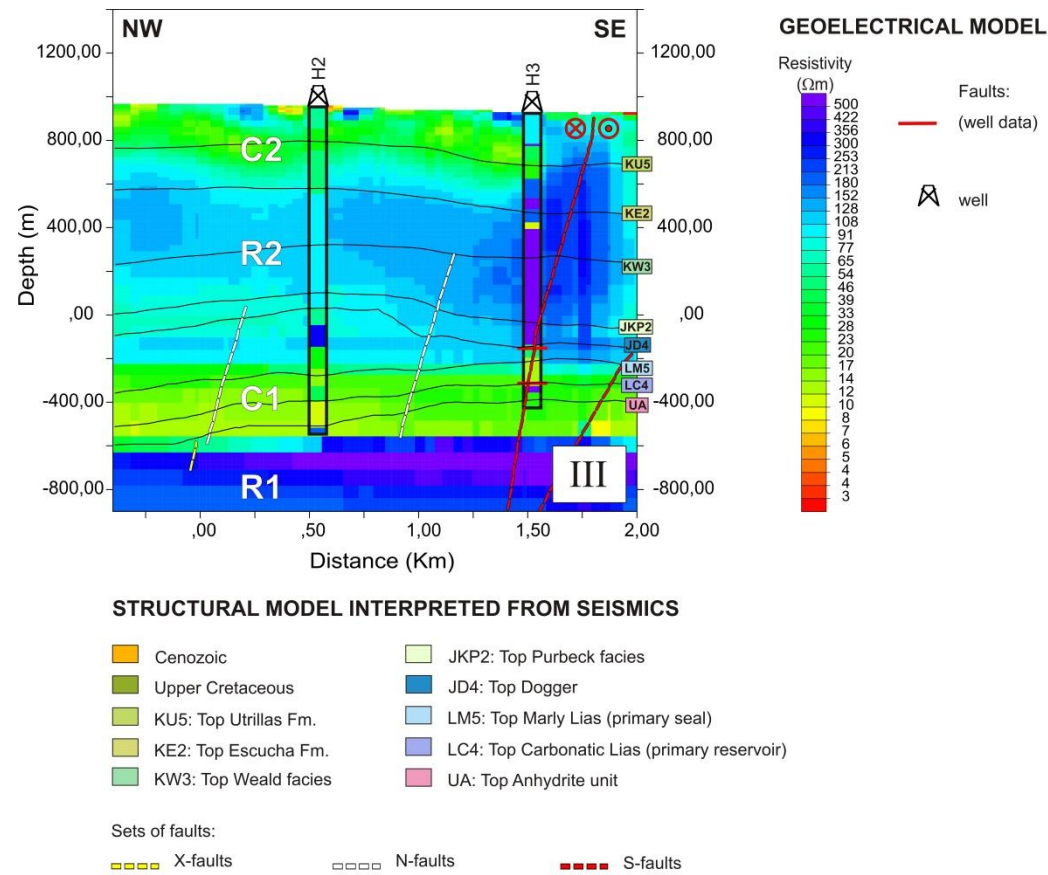 NW
SE
GEOELECTRICAL MODEL
H2
H3
1200,00
800,00
400,00
,00
-400,00
-800,00
Depth (m)
1200,00
800,00
400,00
,00
-400,00
-800,00
C2
R2
C1
R1
III
KU5
KE2
KW3
JKP2
JD4
LM5
LC4
UA
,00
,50
1,00
1,50
2,00
Distance (Km)
Resistivity
(Ωm)
500
422
356
300
253
213
180
152
128
108
91
77
65
54
46
39
33
28
23
20
17
14
12
10
8
7
6
5
4
4
3
Faults:
(well data)
well
STRUCTURAL MODEL INTERPRETED FROM SEISMICS
Cenozoic
Upper Cretaceous
KU5: Top Utrillas Fm.
KE2: Top Escucha Fm.
KW3: Top Weald facies
JKP2: Top Purbeck facies
JD4: Top Dogger
LM5: Top Marly Lias (primary seal)
LC4: Top Carbonatic Lias (primary reservoir)
UA: Top Anhydrite unit
Sets of faults:
X-faults
N-faults
S-faults